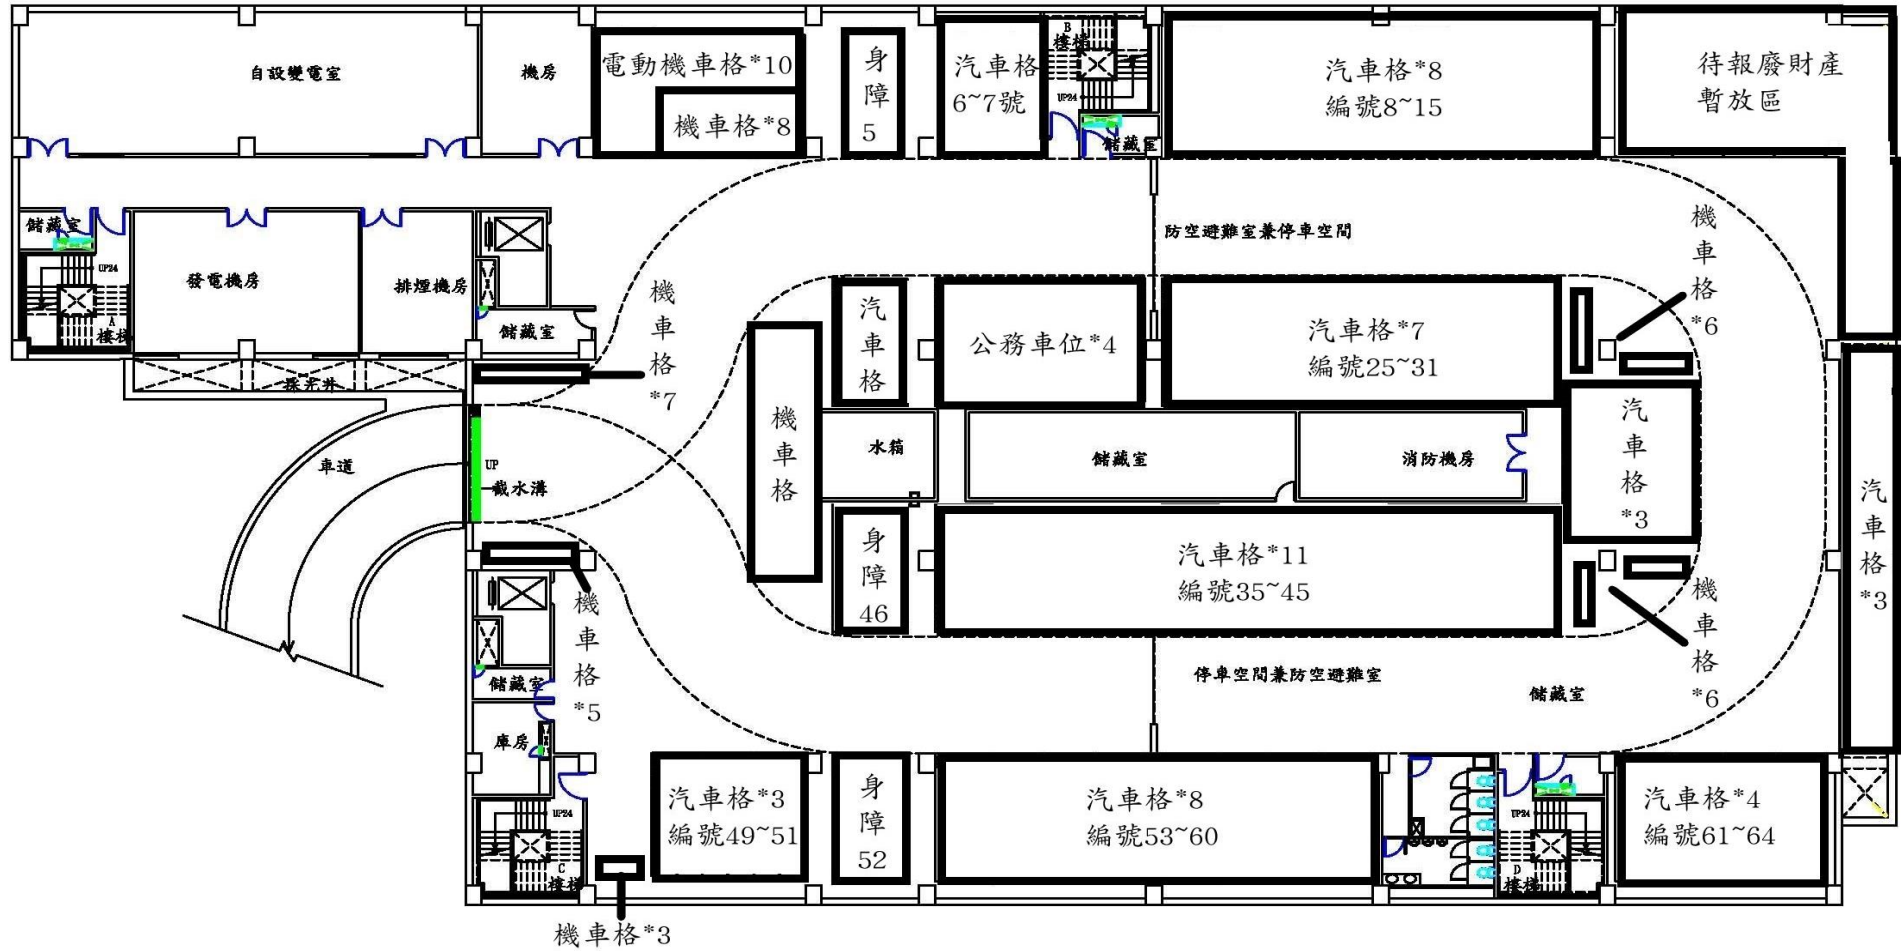 自設變電室
機房
電動機車格*10
機車格*8
身障
5
汽車格
6~7號
B
樓梯
UP24
儲藏室
汽車格*8
編號8~15
待報廢財產
暫放區
儲藏室
UP24
A
樓梯
發電機房
排煙機房
儲藏室
採光井
機車格*7
防空避難室兼停車空間
機車格*6
汽車格
公務車位*4
汽車格*7
編號25~31
機車格
水箱
儲藏室
消防機房
汽車格*3
汽車格*3
車道
UP
截水溝
身障
46
汽車格*11
編號35~45
機車格*6
機車格*5
儲藏室
庫房
停車空間兼防空避難室
儲藏室
UP24
C
樓梯
機車格*3
汽車格*3
編號49~51
身障
52
汽車格*8
編號53~60
UP24
D
樓梯
汽車格*4
編號61~64